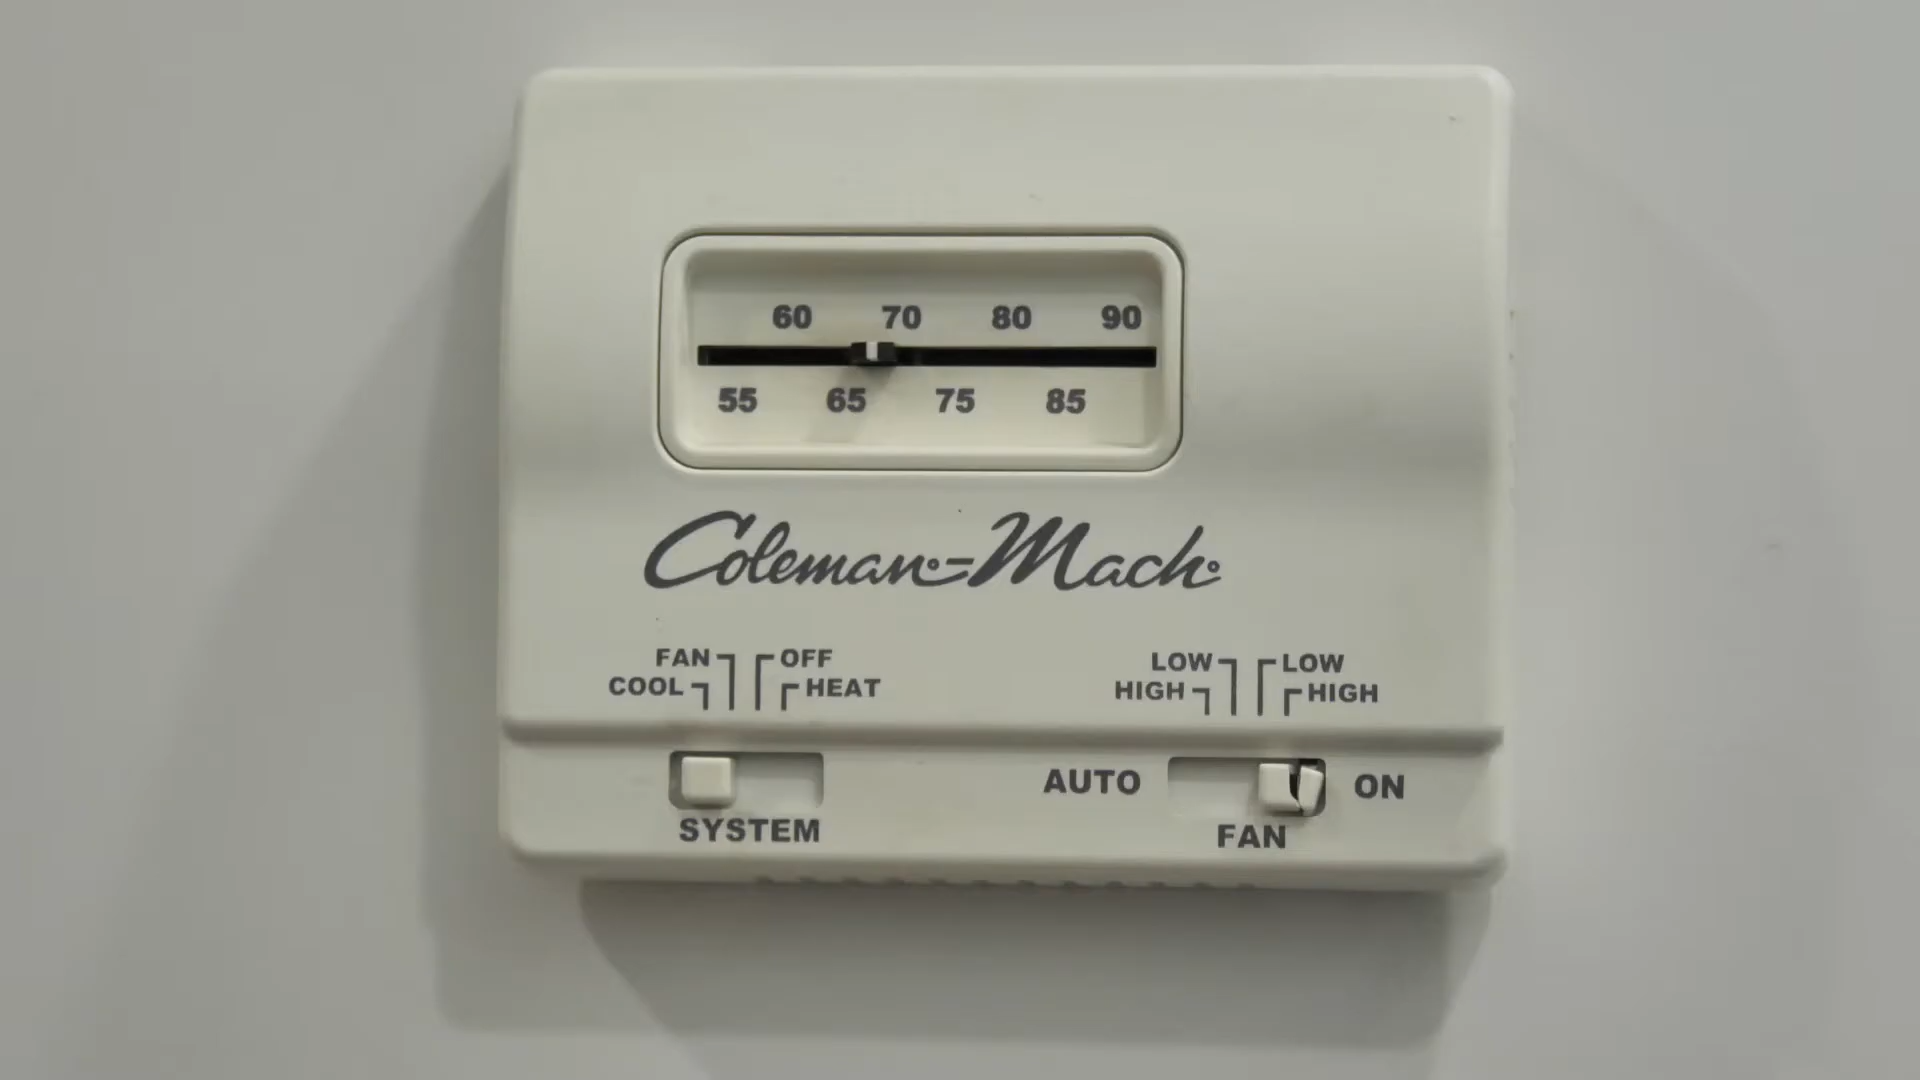 60 70 80 90
55 65 75 85
Coleman-Mach
FAN OFF
COOL HEAT
LOW LOW
HIGH HIGH
SYSTEM
AUTO ON
FAN